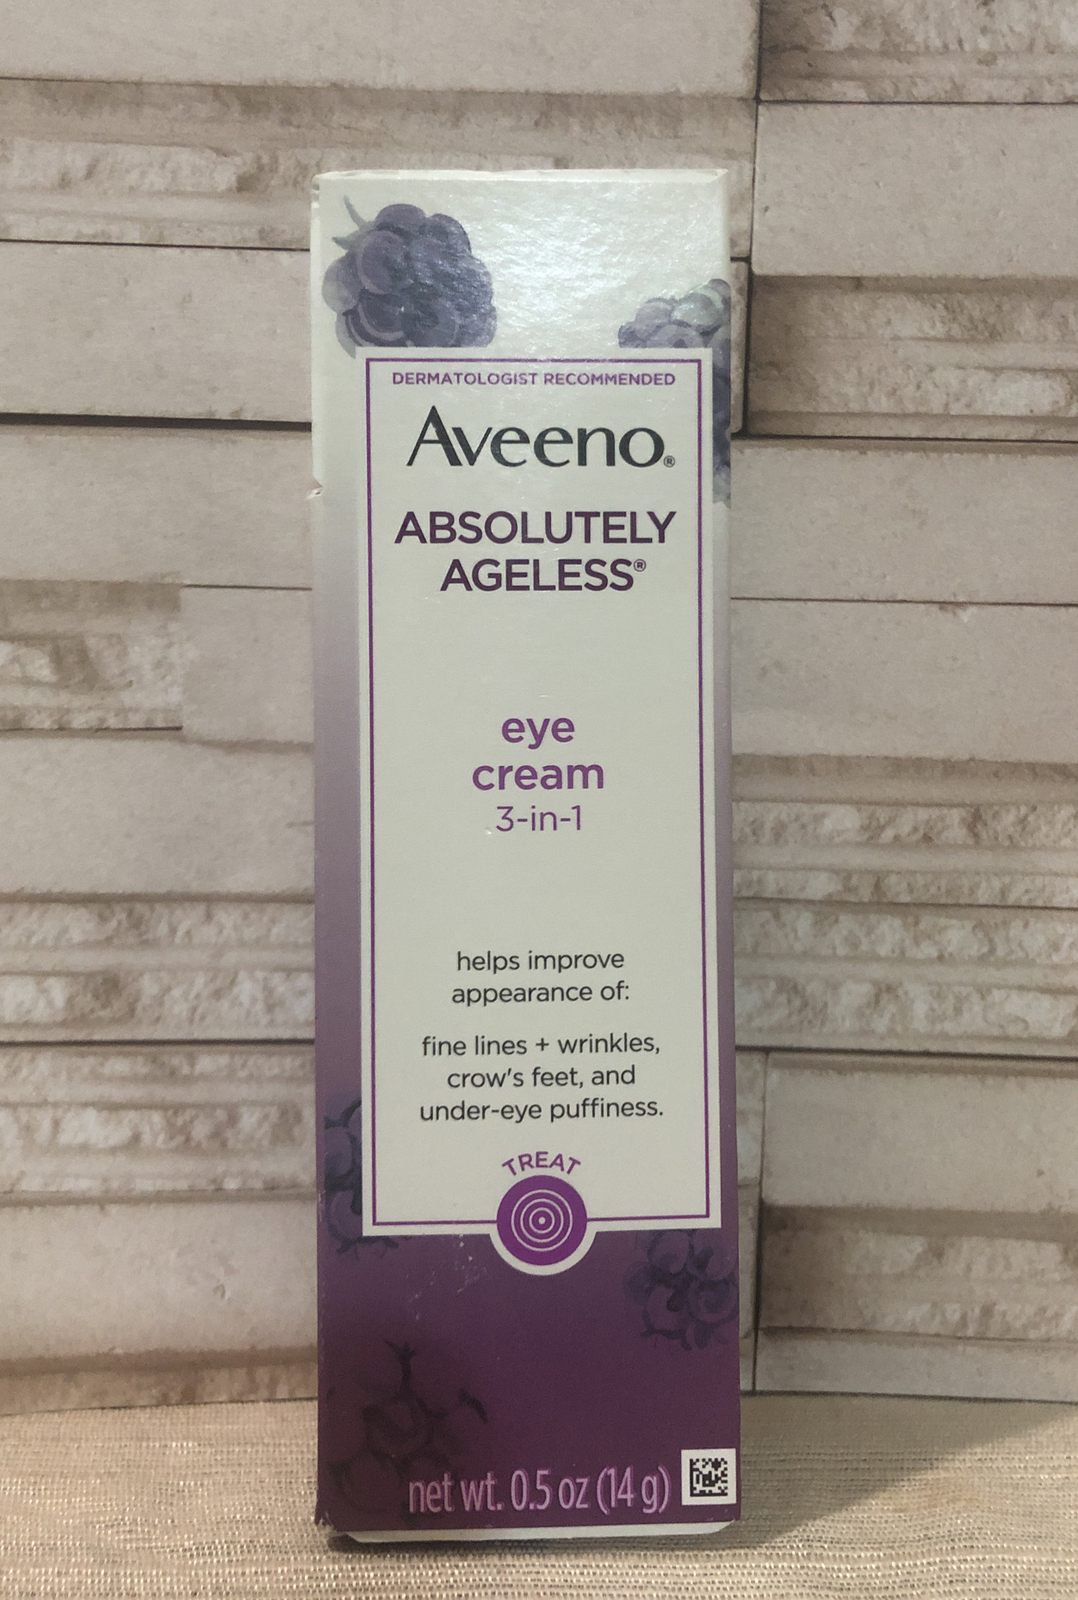 DERMATOLOGIST RECOMMENDED
Aveeno®
ABSOLUTELY
AGELESS®
eye
cream
3-in-1
helps improve
appearance of:
fine lines + wrinkles,
crow's feet, and
under-eye puffiness.
TREAT
net wt. 0.5 oz (14 g)